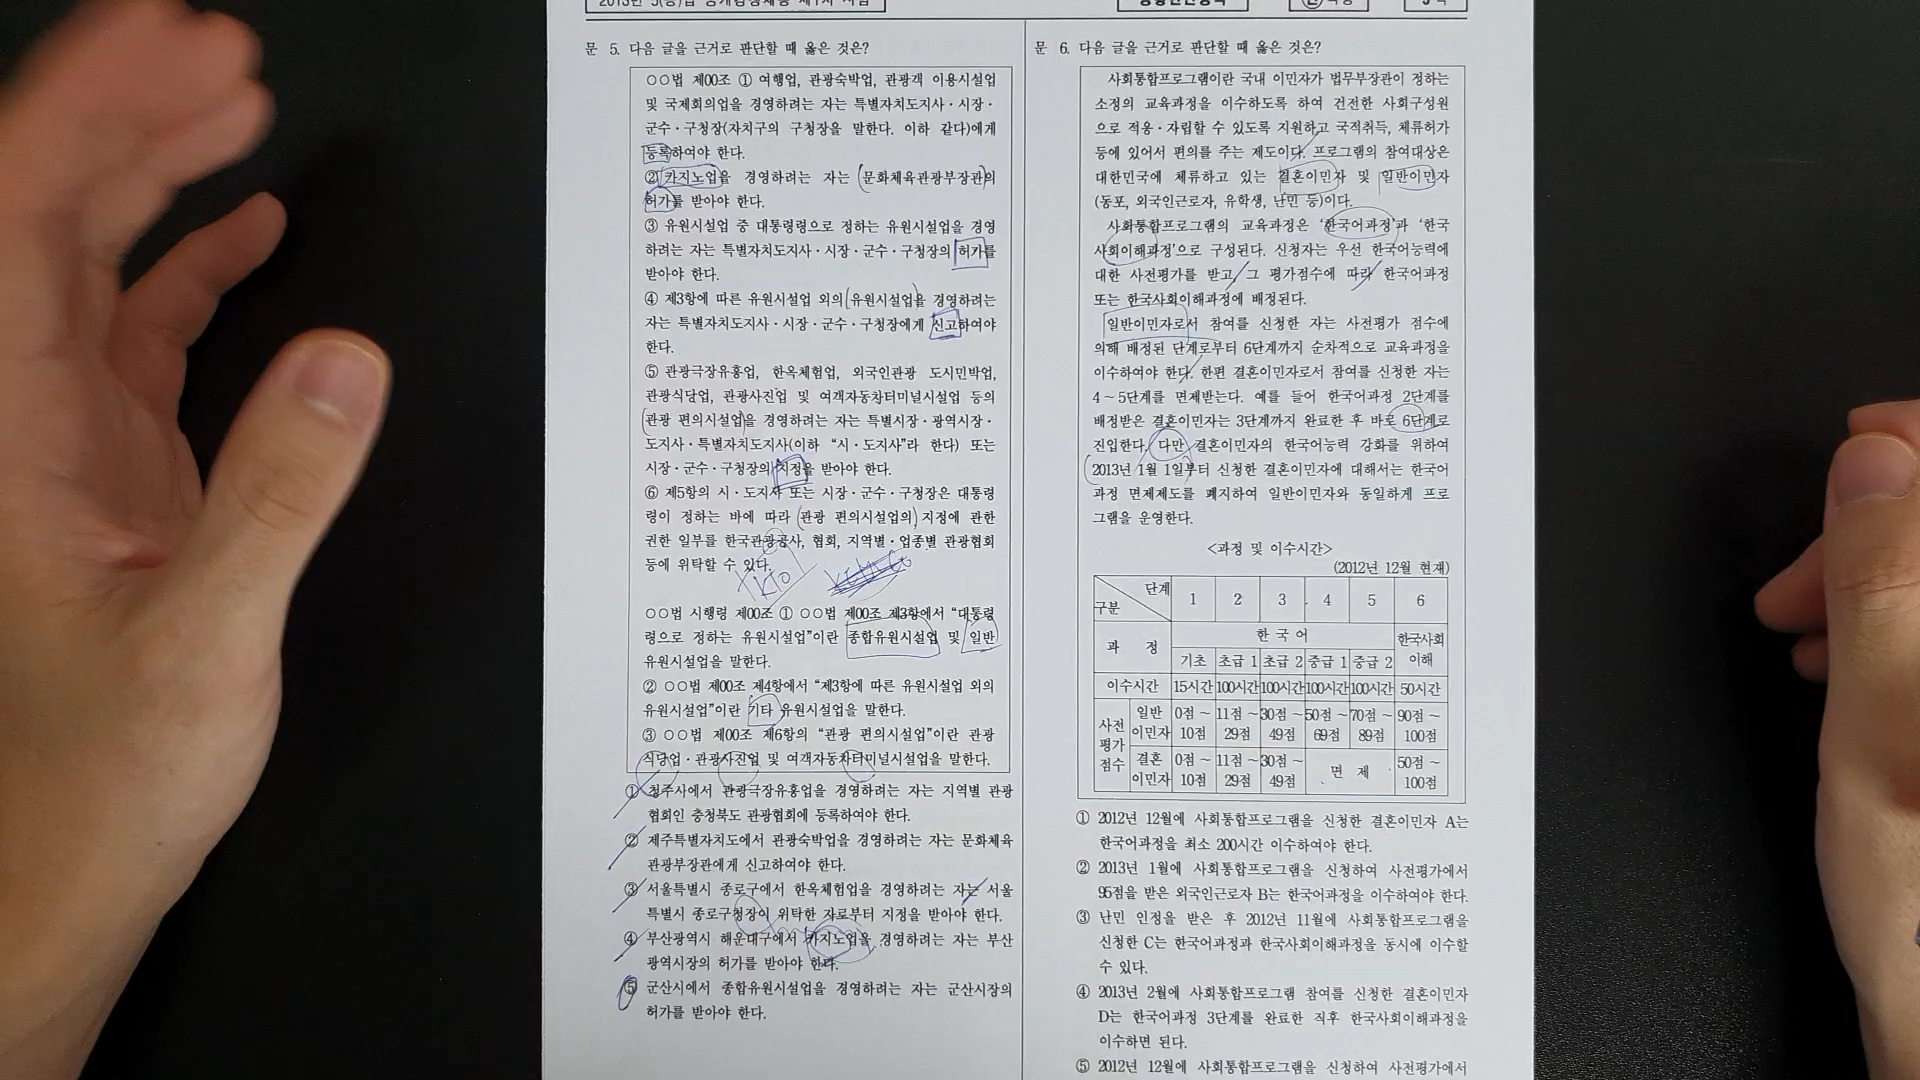 문 5. 다음 글을 근거로 판단할 때 옳은 것은?
○○법 제00조 ① 여행업, 관광숙박업, 관광객 이용시설업
및 국제회의업을 경영하려는 자는 특별자치도지사·시장·
군수·구청장(자치구의 구청장을 말한다. 이하 같다)에게
등록하여야 한다.
② 카지노업을 경영하려는 자는 문화체육관광부장관의
허가를 받아야 한다.
③ 유원시설업 중 대통령령으로 정하는 유원시설업을 경영
하려는 자는 특별자치도지사·시장·군수·구청장의 허가를
받아야 한다.
④ 제3항에 따른 유원시설업 외의 유원시설업을 경영하려는
자는 특별자치도지사·시장·군수·구청장에게 신고하여야
한다.
⑤ 관광극장유흥업, 한옥체험업, 외국인관광 도시민박업,
관광식당업, 관광사진업 및 여객자동차터미널시설업 등의
관광 편의시설업을 경영하려는 자는 특별시장·광역시장·
도지사·특별자치도지사(이하 “시·도지사”라 한다) 또는
시장·군수·구청장의 지정을 받아야 한다.
⑥ 제5항의 시·도지사 또는 시장·군수·구청장은 대통령
령이 정하는 바에 따라 관광 편의시설업의 지정에 관한
권한 일부를 한국관광공사, 협회, 지역별·업종별 관광협회
등에 위탁할 수 있다.
KTO
○○법 시행령 제00조 ① ○○법 제00조 제3항에서 “대통령
령으로 정하는 유원시설업”이란 종합유원시설업 및 일반
유원시설업을 말한다.
② ○○법 제00조 제4항에서 “제3항에 따른 유원시설업 외의
유원시설업”이란 기타 유원시설업을 말한다.
③ ○○법 제00조 제6항의 “관광 편의시설업”이란 관광
식당업·관광사진업 및 여객자동차터미널시설업을 말한다.
① 청주시에서 관광극장유흥업을 경영하려는 자는 지역별 관광
협회인 충청북도 관광협회에 등록하여야 한다.
② 제주특별자치도에서 관광숙박업을 경영하려는 자는 문화체육
관광부장관에게 신고하여야 한다.
③ 서울특별시 종로구에서 한옥체험업을 경영하려는 자는 서울
특별시 종로구청장이 위탁한 자로부터 지정을 받아야 한다.
④ 부산광역시 해운대구에서 카지노업을 경영하려는 자는 부산
광역시장의 허가를 받아야 한다.
⑤ 군산시에서 종합유원시설업을 경영하려는 자는 군산시장의
허가를 받아야 한다.
문 6. 다음 글을 근거로 판단할 때 옳은 것은?
사회통합프로그램이란 국내 이민자가 법무부장관이 정하는
소정의 교육과정을 이수하도록 하여 건전한 사회구성원
으로 적응·자립할 수 있도록 지원하고 국적취득, 체류허가
등에 있어서 편의를 주는 제도이다. 프로그램의 참여대상은
대한민국에 체류하고 있는 결혼이민자 및 일반이민자
(동포, 외국인근로자, 유학생, 난민 등)이다.
사회통합프로그램의 교육과정은 ‘한국어과정’과 ‘한국
사회이해과정’으로 구성된다. 신청자는 우선 한국어능력에
대한 사전평가를 받고, 그 평가점수에 따라 한국어과정
또는 한국사회이해과정에 배정된다.
일반이민자로서 참여를 신청한 자는 사전평가 점수에
의해 배정된 단계로부터 6단계까지 순차적으로 교육과정을
이수하여야 한다. 한편 결혼이민자로서 참여를 신청한 자는
4～5단계를 면제받는다. 예를 들어 한국어과정 2단계를
배정받은 결혼이민자는 3단계까지 완료한 후 바로 6단계로
진입한다. 다만 결혼이민자의 한국어능력 강화를 위하여
2013년 1월 1일부터 신청한 결혼이민자에 대해서는 한국어
과정 면제제도를 폐지하여 일반이민자와 동일하게 프로
그램을 운영한다.
<과정 및 이수시간>
(2012년 12월 현재)
구분 단계 1 2 3 4 5 6
과 정 한 국 어 한국사회 이해
기초 초급 1 초급 2 중급 1 중급 2
이수시간 15시간 100시간 100시간 100시간 100시간 50시간
사전 평가 점수 일반 이민자 0점～10점 11점～29점 30점～49점 50점～69점 70점～89점 90점～100점
결혼 이민자 0점～10점 11점～29점 30점～49점 면 제 50점～100점
① 2012년 12월에 사회통합프로그램을 신청한 결혼이민자 A는
한국어과정을 최소 200시간 이수하여야 한다.
② 2013년 1월에 사회통합프로그램을 신청하여 사전평가에서
95점을 받은 외국인근로자 B는 한국어과정을 이수하여야 한다.
③ 난민 인정을 받은 후 2012년 11월에 사회통합프로그램을
신청한 C는 한국어과정과 한국사회이해과정을 동시에 이수할
수 있다.
④ 2013년 2월에 사회통합프로그램 참여를 신청한 결혼이민자
D는 한국어과정 3단계를 완료한 직후 한국사회이해과정을
이수하면 된다.
⑤ 2012년 12월에 사회통합프로그램을 신청하여 사전평가에서